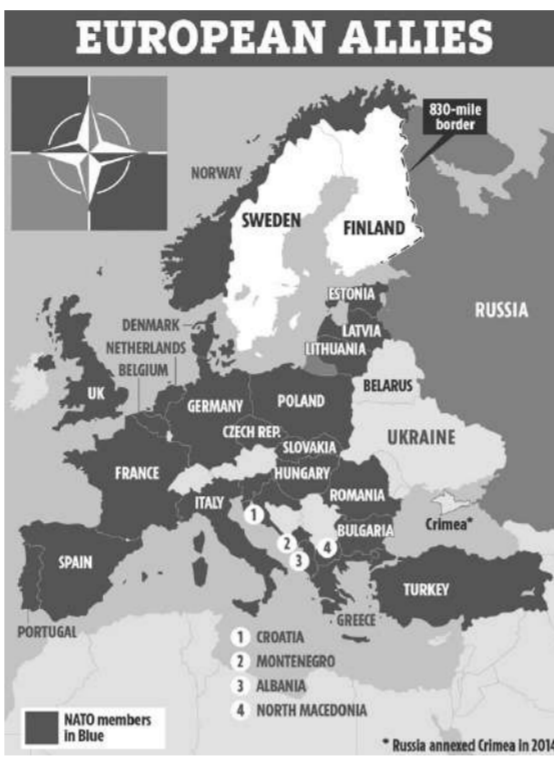 EUROPEAN ALLIES
830-mile
border
NORWAY
SWEDEN
FINLAND
ESTONIA
RUSSIA
LATVIA
DENMARK
LITHUANIA
NETHERLANDS
BELGIUM
BELARUS
UK
GERMANY
POLAND
CZECH REP.
UKRAINE
SLOVAKIA
FRANCE
HUNGARY
ITALY
ROMANIA
1
Crimea*
BULGARIA
2
4
3
SPAIN
TURKEY
GREECE
PORTUGAL
1 CROATIA
2 MONTENEGRO
3 ALBANIA
4 NORTH MACEDONIA
NATO members
in Blue
* Russia annexed Crimea in 2014